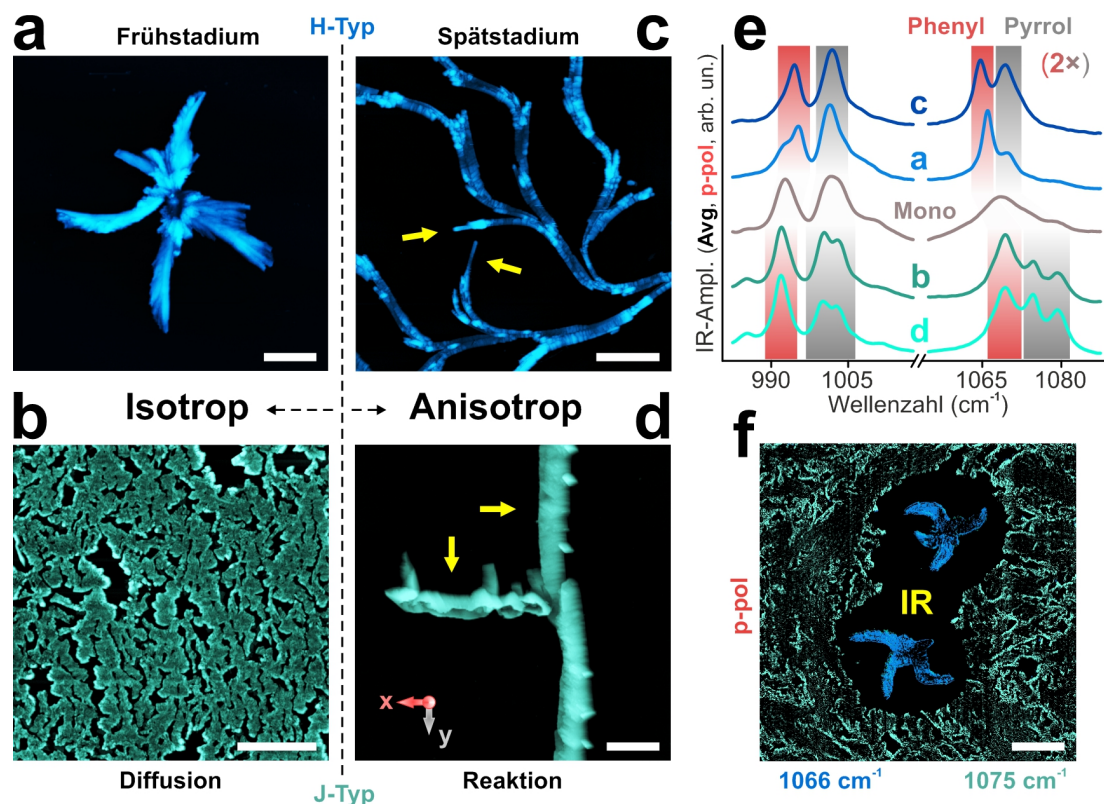 a
Frühstadium
H-Typ
Spätstadium
c
b
Isotrop
Anisotrop
d
x
y
Diffusion
J-Typ
Reaktion
e
Phenyl
Pyrrol
(2×)
c
a
Mono
b
d
IR-Ampl. (Avg, p-pol, arb. un.)
990
1005
1065
1080
Wellenzahl (cm⁻¹)
f
p-pol
IR
1066 cm⁻¹
1075 cm⁻¹